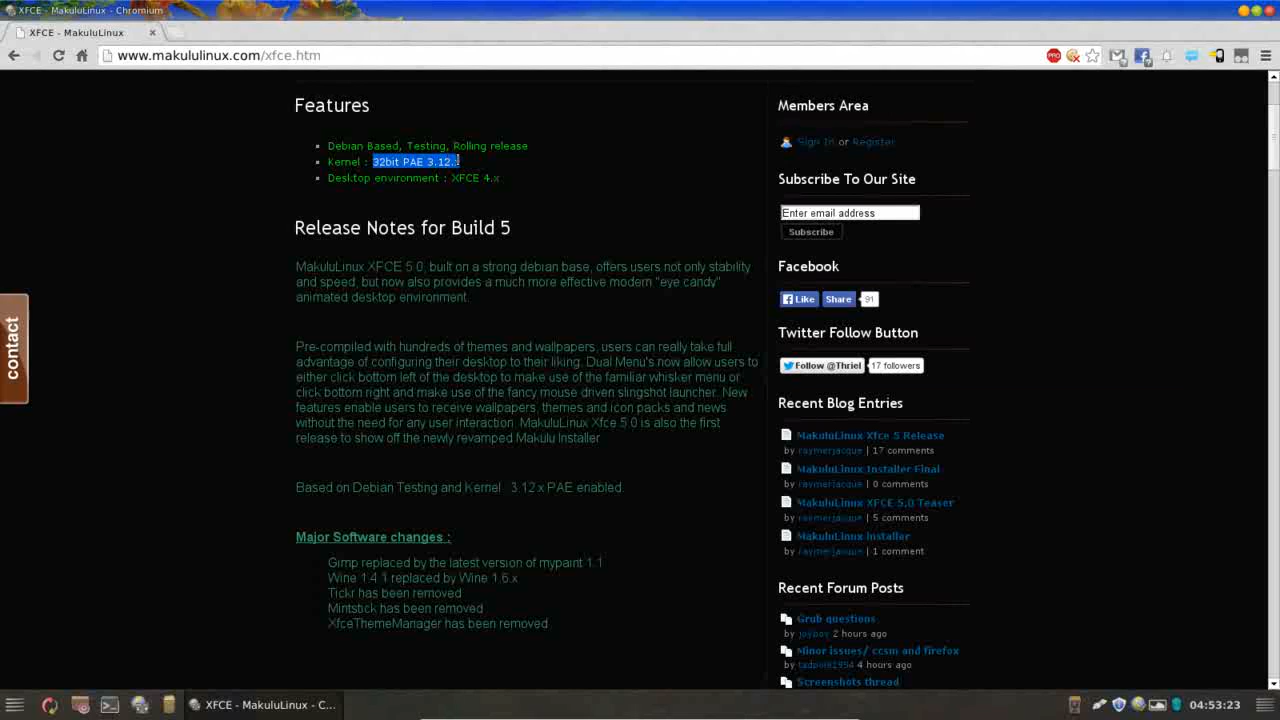 XFCE - MakuluLinux - Chromium
XFCE - MakuluLinux
www.makululinux.com/xfce.htm
Features
Debian Based, Testing, Rolling release
Kernel : 32bit PAE 3.12.
Desktop environment : XFCE 4.x
Release Notes for Build 5
MakuluLinux XFCE 5.0, built on a strong debian base, offers users not only stability
and speed, but now also provides a much more effective modern "eye candy"
animated desktop environment.
Pre-compiled with hundreds of themes and wallpapers, users can really take full
advantage of configuring their desktop to their liking. Dual Menu's now allow users to
either click bottom left of the desktop to make use of the familiar whisker menu or
click bottom right and make use of the fancy mouse driven slingshot launcher. New
features enable users to receive wallpapers, themes and icon packs and news
without the need for any user interaction. MakuluLinux Xfce 5.0 is also the first
release to show off the newly revamped Makulu Installer
Based on Debian Testing and Kernel 3.12.x PAE enabled.
Major Software changes :
Gimp replaced by the latest version of mypaint 1.1
Wine 1.4.1 replaced by Wine 1.6.x
Tickr has been removed
Mintstick has been removed
XfceThemeManager has been removed
contact
Members Area
Sign In or Register
Subscribe To Our Site
Enter email address
Subscribe
Facebook
Like Share 91
Twitter Follow Button
Follow @Thriel 17 followers
Recent Blog Entries
MakuluLinux Xfce 5 Release
by raymerjacque | 17 comments
MakuluLinux Installer Final
by raymerjacque | 0 comments
MakuluLinux XFCE 5.0 Teaser
by raymerjacque | 5 comments
MakuluLinux Installer
by raymerjacque | 1 comment
Recent Forum Posts
Grub questions
by joyboy 2 hours ago
Minor issues/ ccsm and firefox
by tadpole1954 4 hours ago
Screenshots thread
XFCE - MakuluLinux - C...
04:53:23